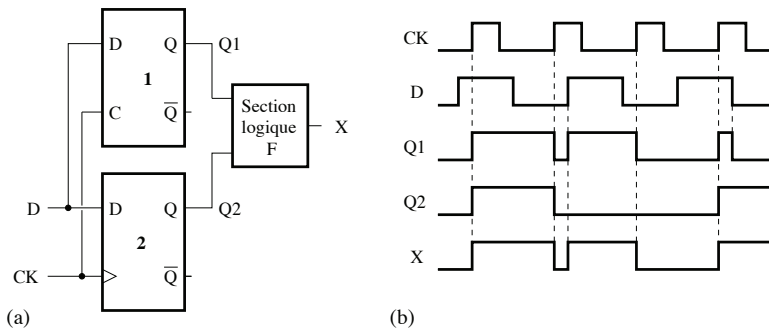 D
Q
Q1
1
C
Q
Section
logique
F
X
D
D
Q
Q2
2
CK
Q
(a)
CK
D
Q1
Q2
X
(b)